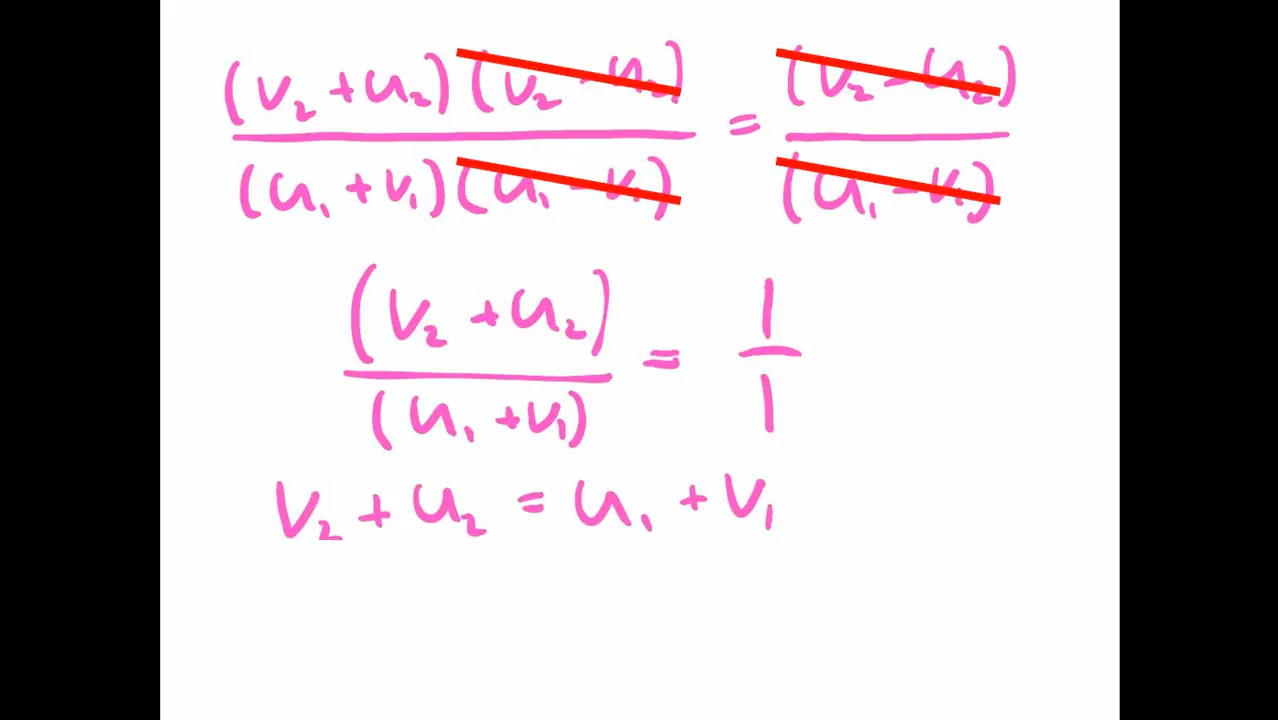 (v₂ + u₂)(v₂ - u₂) / (u₁ + v₁)(u₁ - v₁) = (v₂ - u₂) / (u₁ - v₁)
(v₂ + u₂) / (u₁ + v₁) = 1 / 1
v₂ + u₂ = u₁ + v₁